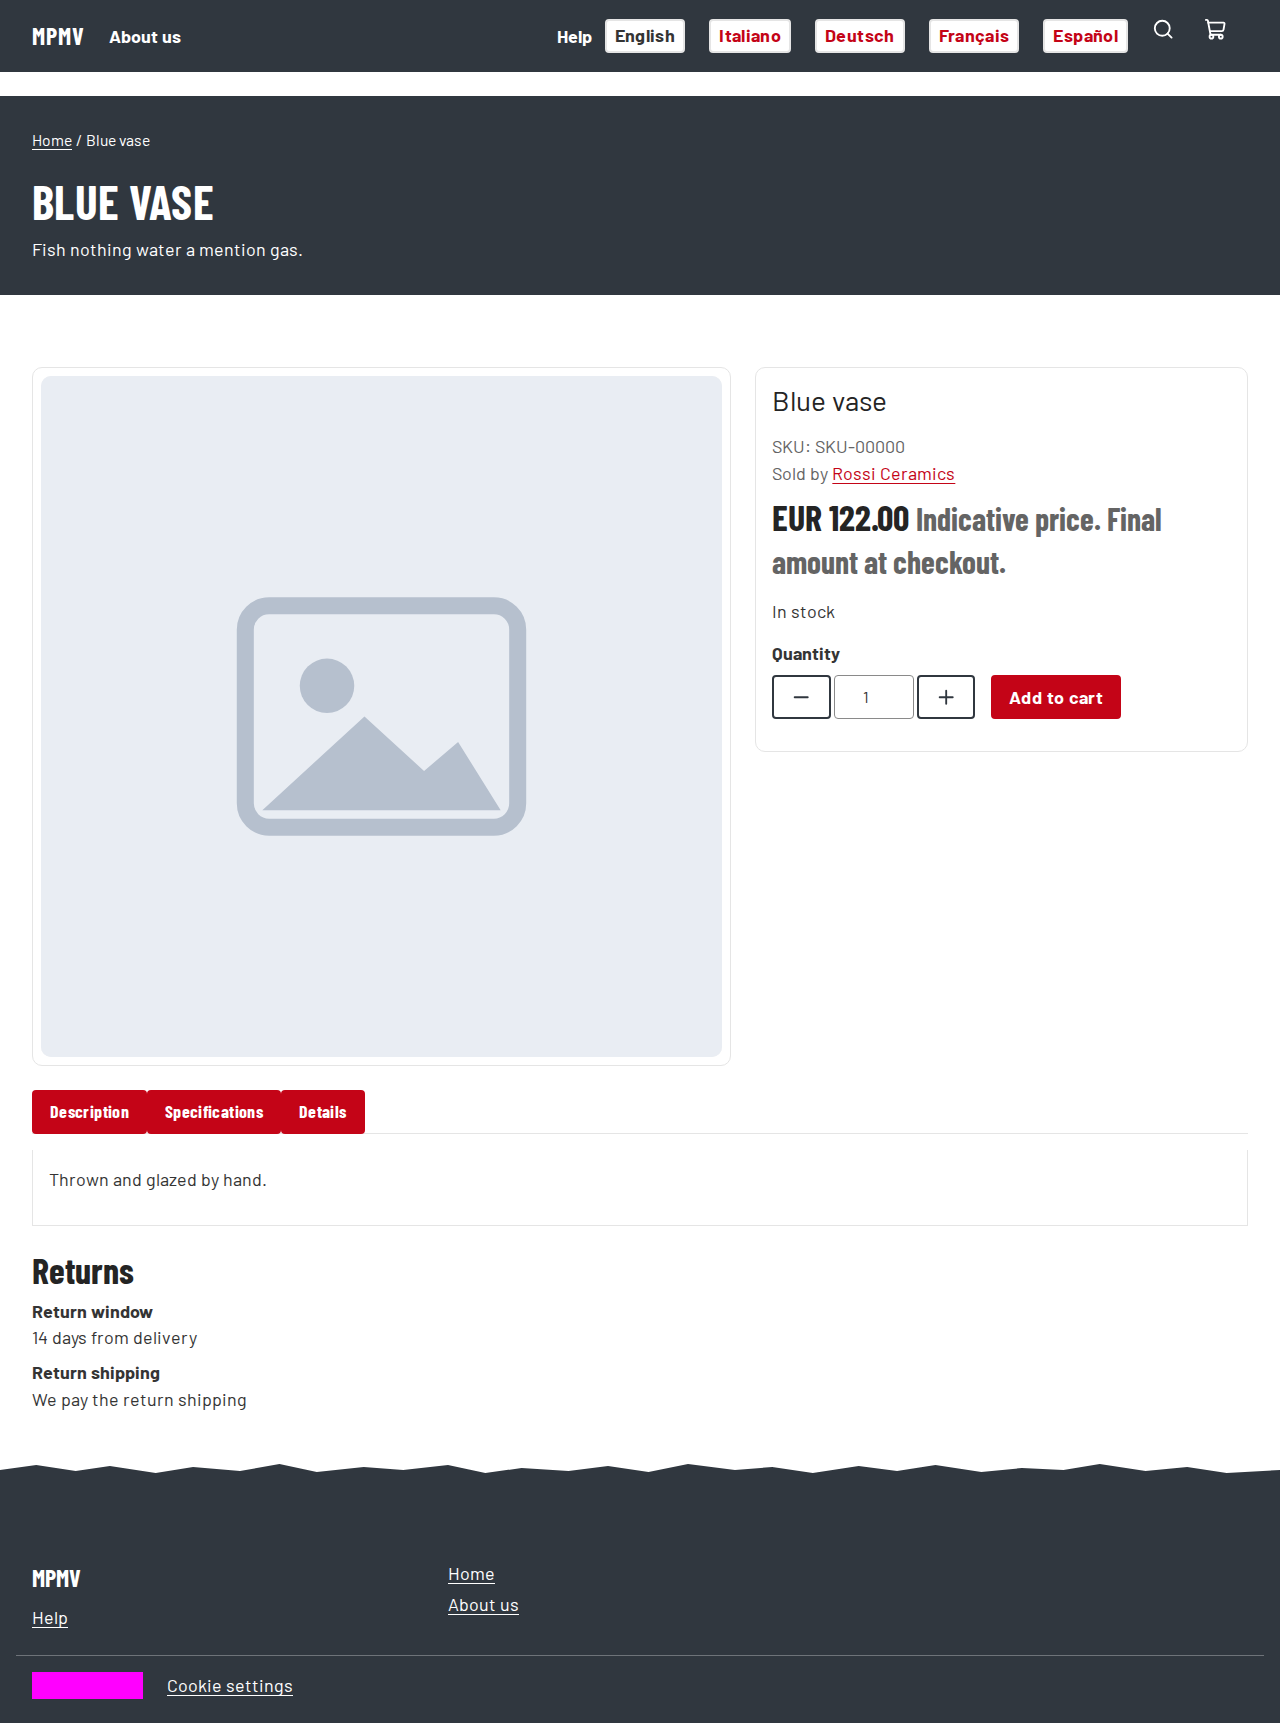 MPMV About us Help English Italiano Deutsch Français Español
Home / Blue vase
BLUE VASE
Fish nothing water a mention gas.
Blue vase
SKU: SKU-00000
Sold by Rossi Ceramics
EUR 122.00 Indicative price. Final
amount at checkout.
In stock
Quantity
1 Add to cart
Description Specifications Details
Thrown and glazed by hand.
Returns
Return window
14 days from delivery
Return shipping
We pay the return shipping
MPMV
Help
Home
About us
Cookie settings